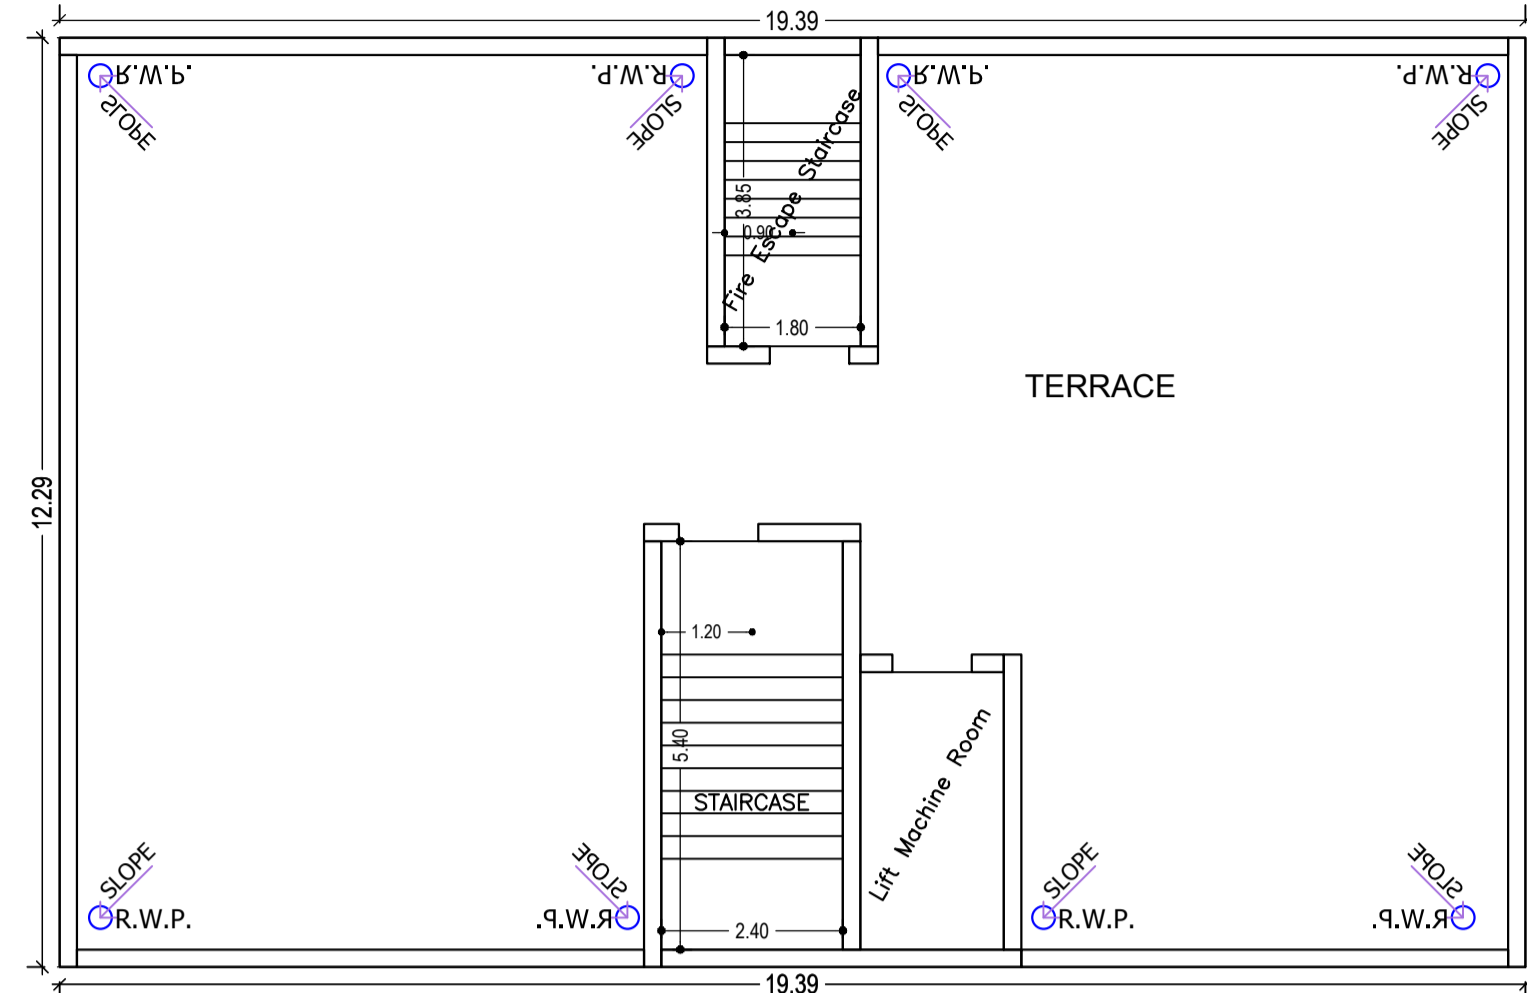 19.39
R.W.P.
R.W.P.
R.W.P.
R.W.P.
SLOPE
SLOPE
SLOPE
SLOPE
Fire Escape Staircase
3.85
0.90
1.80
TERRACE
12.29
1.20
5.40
STAIRCASE
Lift Machine Room
SLOPE
SLOPE
SLOPE
SLOPE
R.W.P.
R.W.P.
R.W.P.
R.W.P.
2.40
19.39